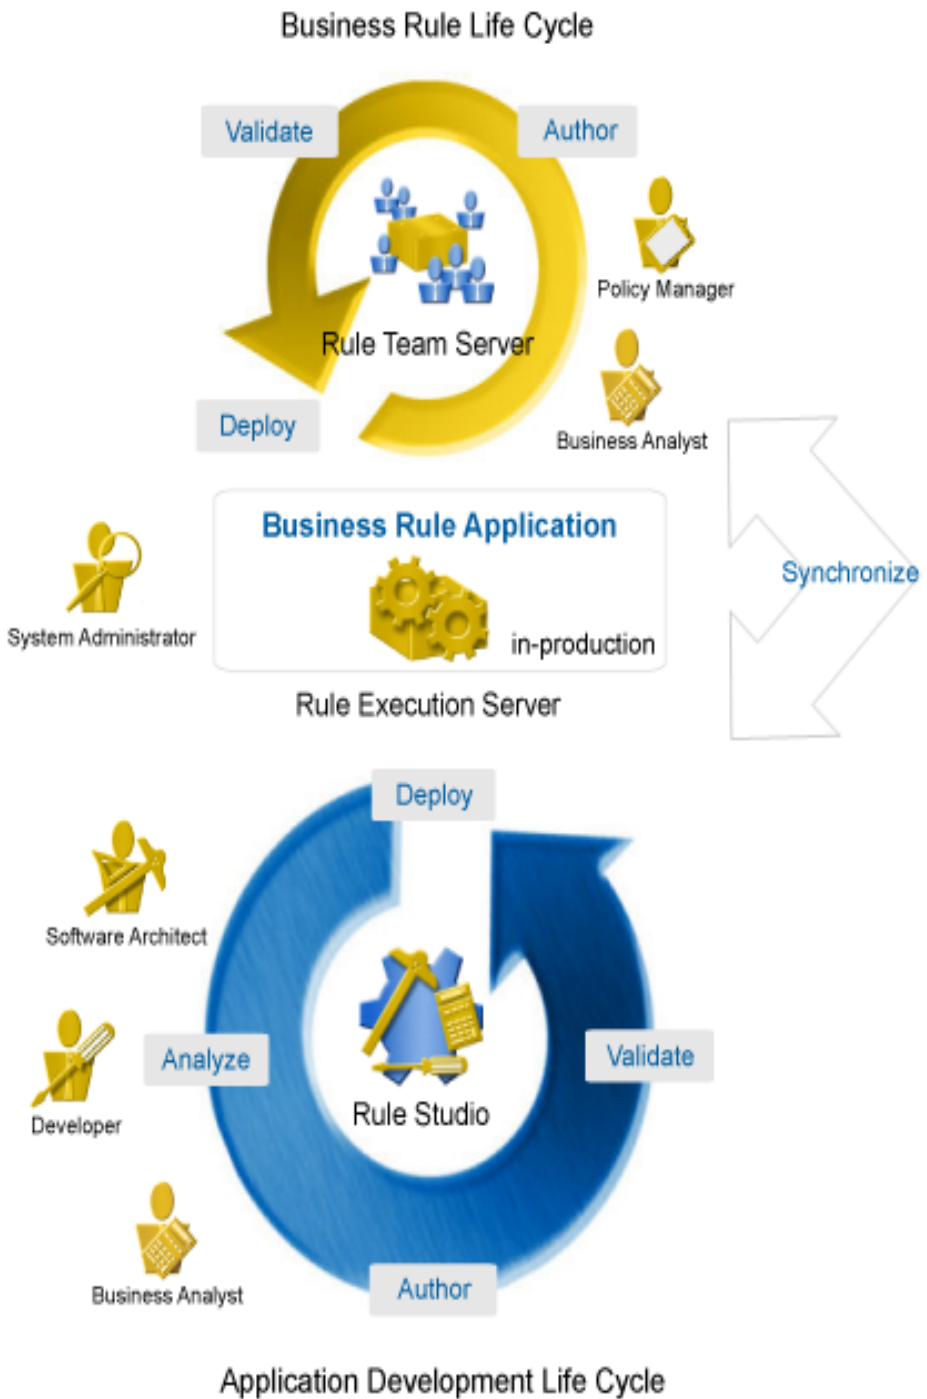 Business Rule Life Cycle
Validate
Author
Policy Manager
Rule Team Server
Deploy
Business Analyst
Business Rule Application
Synchronize
System Administrator
in-production
Rule Execution Server
Deploy
Software Architect
Analyze
Validate
Rule Studio
Developer
Author
Business Analyst
Application Development Life Cycle